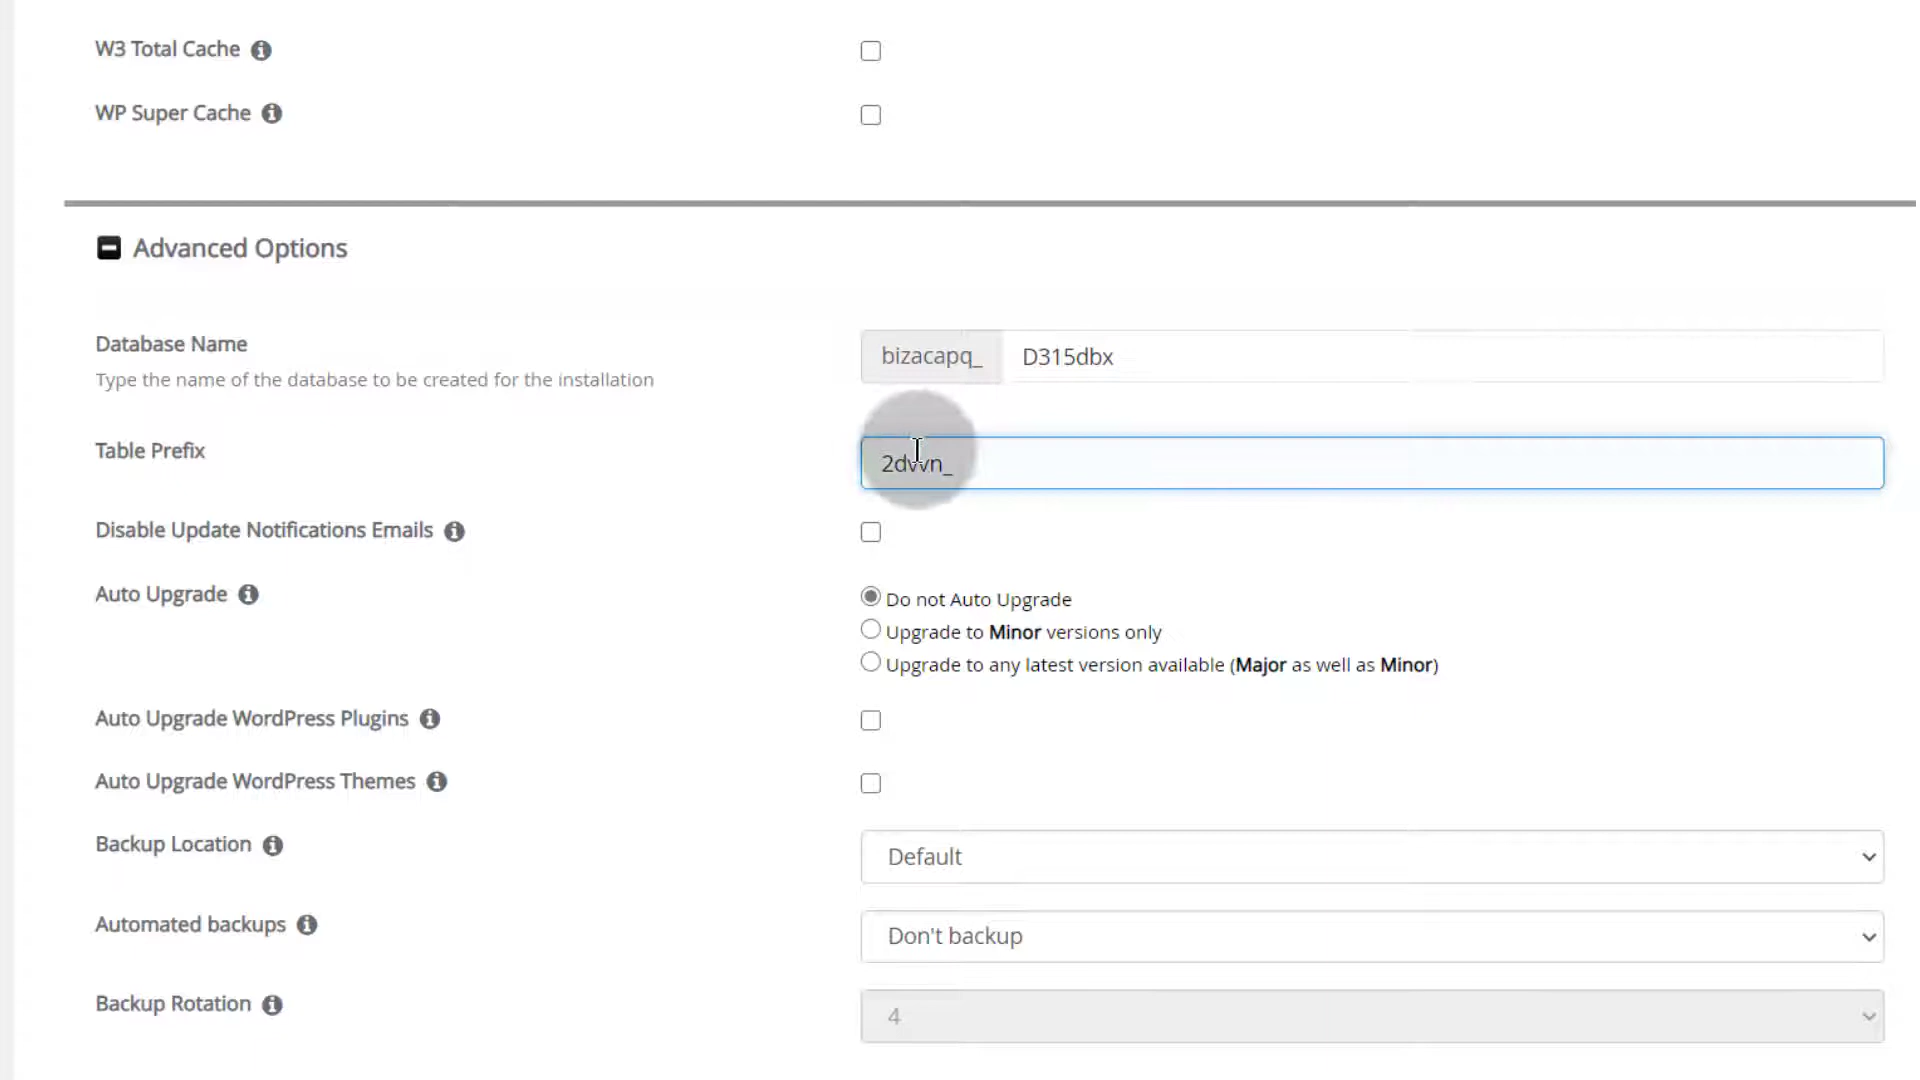 W3 Total Cache
WP Super Cache
Advanced Options
Database Name
bizacapq_ D315dbx
Type the name of the database to be created for the installation
Table Prefix
2dvvn_
Disable Update Notifications Emails
Auto Upgrade
Do not Auto Upgrade
Upgrade to Minor versions only
Upgrade to any latest version available (Major as well as Minor)
Auto Upgrade WordPress Plugins
Auto Upgrade WordPress Themes
Backup Location
Default
Automated backups
Don't backup
Backup Rotation
4